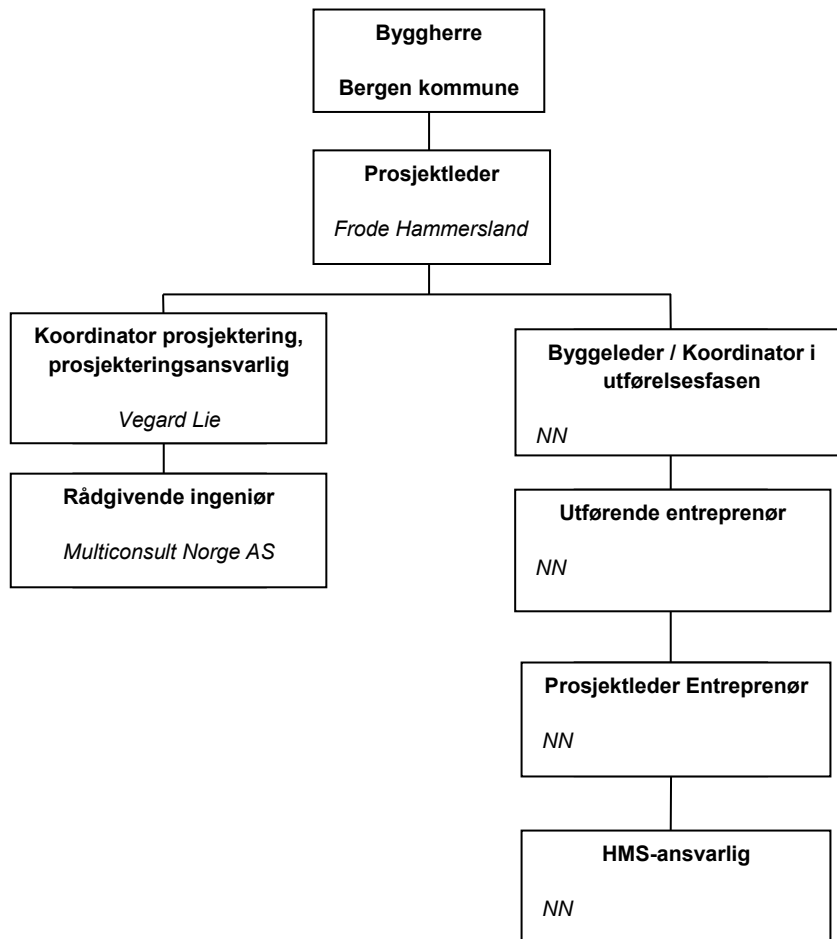 Byggherre
Bergen kommune
Prosjektleder
Frode Hammersland
Koordinator prosjektering,
prosjekteringsansvarlig
Vegard Lie
Rådgivende ingeniør
Multiconsult Norge AS
Byggeleder / Koordinator i
utførelsesfasen
NN
Utførende entreprenør
NN
Prosjektleder Entreprenør
NN
HMS-ansvarlig
NN